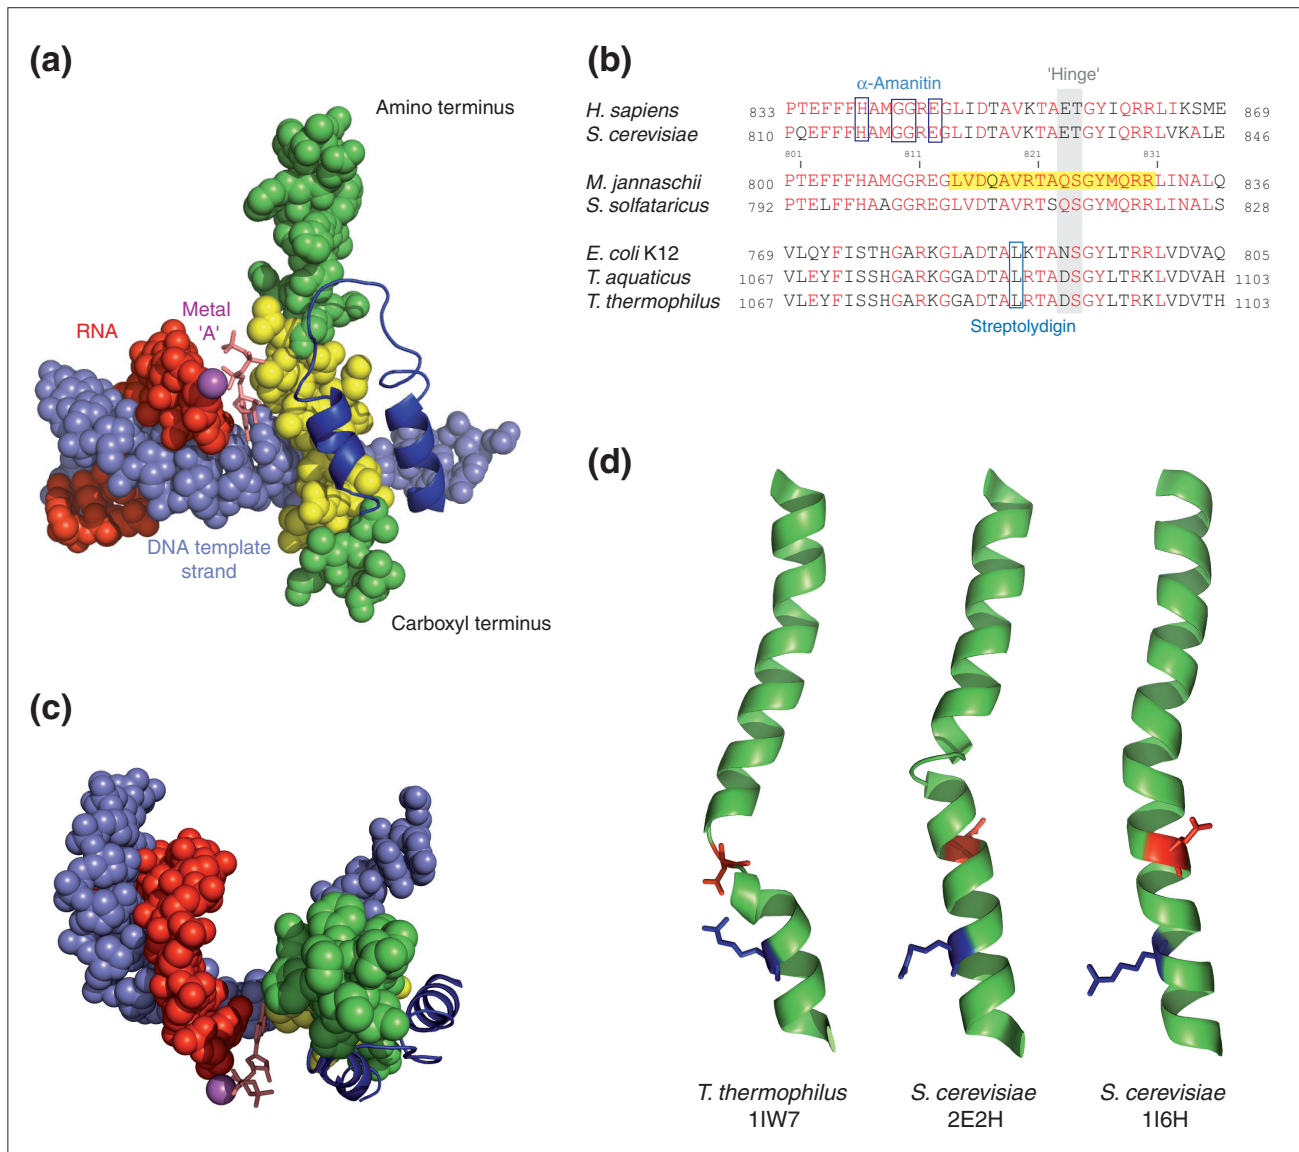 (a)
Amino terminus
Metal
'A'
RNA
DNA template
strand
Carboxyl terminus
(b)
'Hinge'
α-Amanitin
H. sapiens 833 PTEFFFHAMGGREGLIDTAVKTAETGYIQRRLIKSME 869
S. cerevisiae 810 PQEFFFHAMGGREGLIDTAVKTAETGYIQRRLVKALE 846
801 811 821 831
M. jannaschii 800 PTEFFFHAMGGREGLVDQAVRTAQSGYMQRRLINALQ 836
S. solfataricus 792 PTELFFHAAGGREGLVDTAVRTSQSGYMQRRLINALS 828
E. coli K12 769 VLQYFISTHGARKGLADTALKTANSGYLTRRLVDVAQ 805
T. aquaticus 1067 VLEYFISSHGARKGGADTALRTADSGYLTRKLVDVAH 1103
T. thermophilus 1067 VLEYFISSHGARKGGADTALRTADSGYLTRKLVDVTH 1103
Streptolydigin
(c)
(d)
T. thermophilus
1IW7
S. cerevisiae
2E2H
S. cerevisiae
1I6H